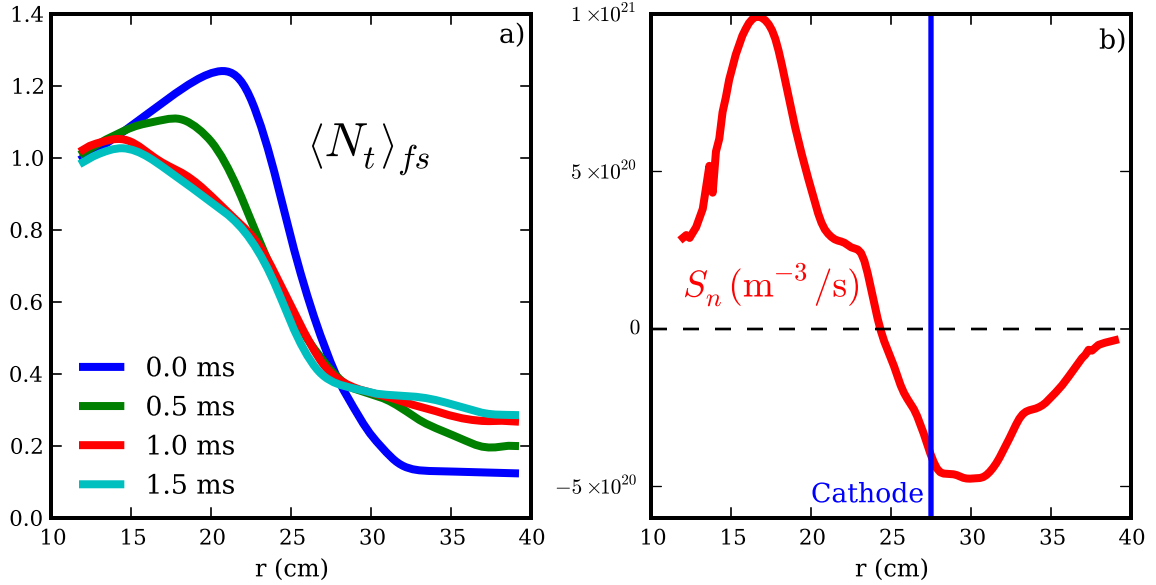 a)
1.4
1.2
1.0
0.8
0.6
0.4
0.2
0.0
⟨N_t⟩_fs
0.0 ms
0.5 ms
1.0 ms
1.5 ms
10 15 20 25 30 35 40
r (cm)
b)
1 ×10^21
5 ×10^20
0
−5 ×10^20
S_n (m^−3/s)
Cathode
10 15 20 25 30 35 40
r (cm)